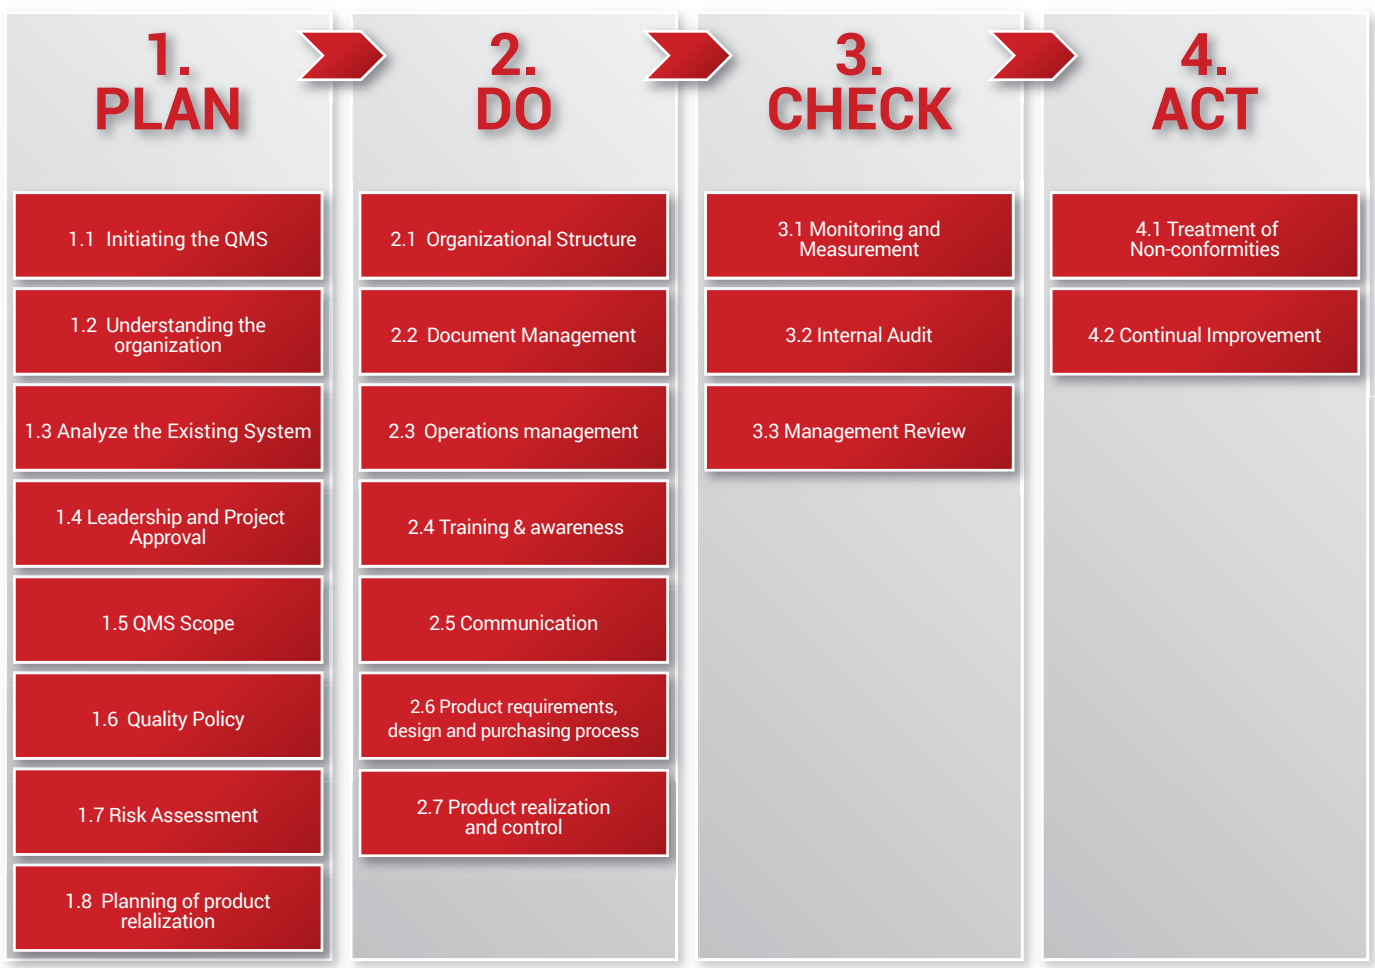 1.
PLAN
1.1 Initiating the QMS
1.2 Understanding the
organization
1.3 Analyze the Existing System
1.4 Leadership and Project
Approval
1.5 QMS Scope
1.6 Quality Policy
1.7 Risk Assessment
1.8 Planning of product
relalization
2.
DO
2.1 Organizational Structure
2.2 Document Management
2.3 Operations management
2.4 Training & awareness
2.5 Communication
2.6 Product requirements,
design and purchasing process
2.7 Product realization
and control
3.
CHECK
3.1 Monitoring and
Measurement
3.2 Internal Audit
3.3 Management Review
4.
ACT
4.1 Treatment of
Non-conformities
4.2 Continual Improvement